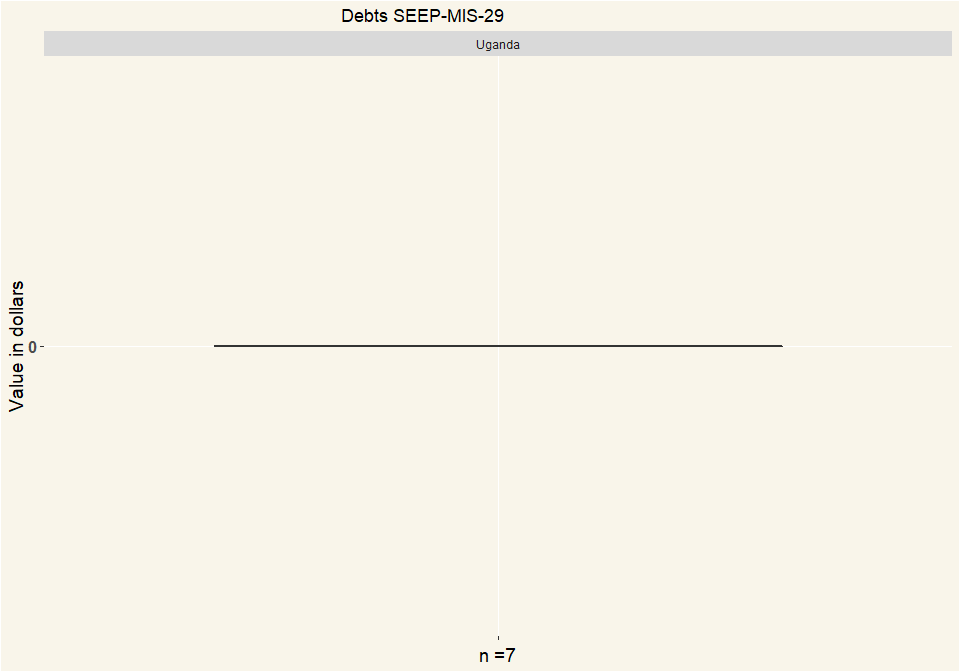 Debts SEEP-MIS-29
Uganda
Value in dollars
0
n =7